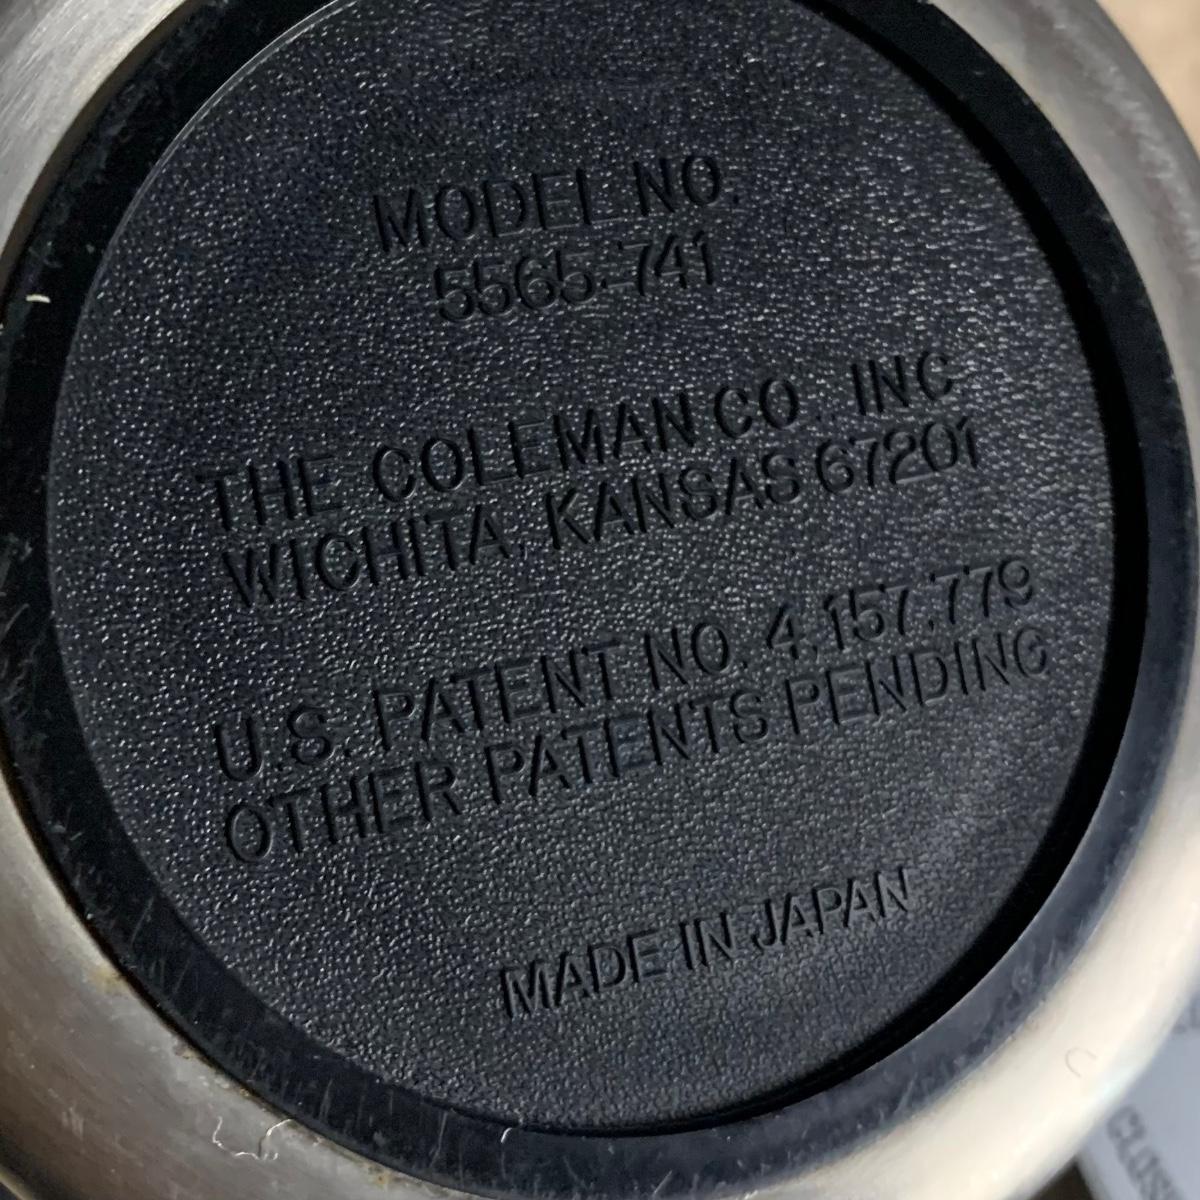 MODEL NO.
5565-741
THE COLEMAN CO., INC
WICHITA, KANSAS 67201
U.S. PATENT NO. 4,157,779
OTHER PATENTS PENDING
MADE IN JAPAN